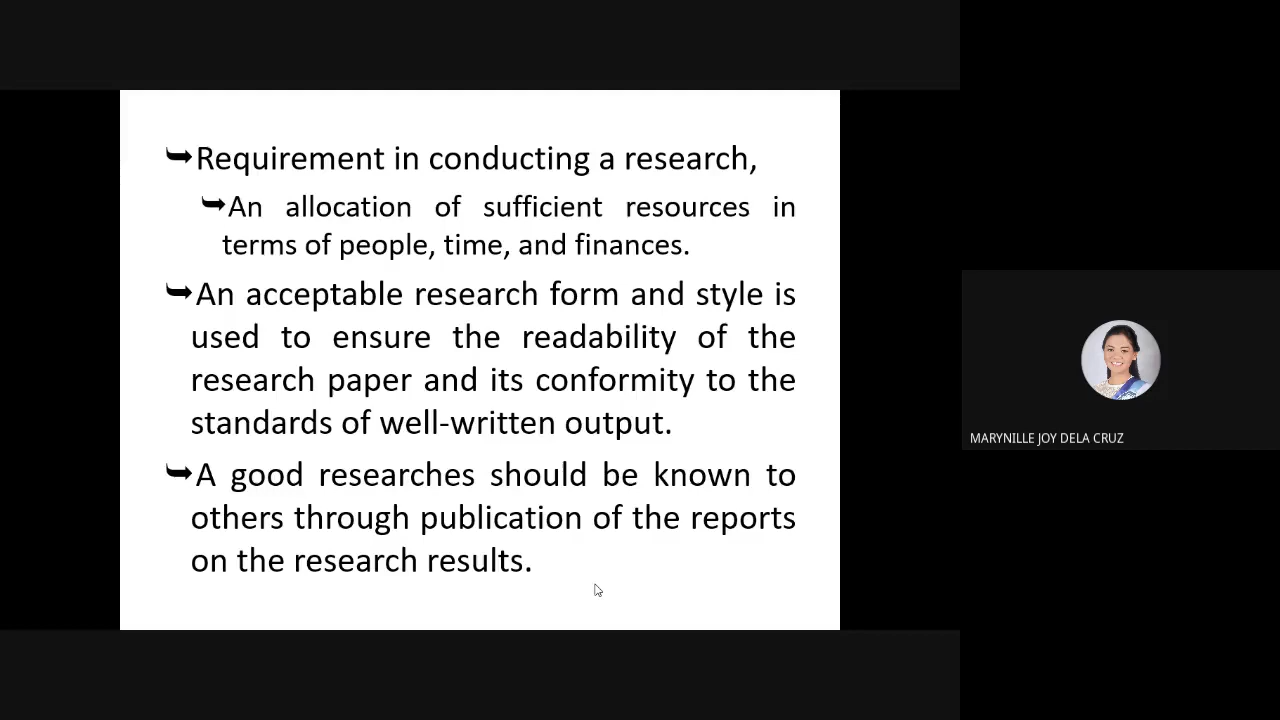 ➥Requirement in conducting a research,
➥An allocation of sufficient resources in
terms of people, time, and finances.
➥An acceptable research form and style is
used to ensure the readability of the
research paper and its conformity to the
standards of well-written output.
➥A good researches should be known to
others through publication of the reports
on the research results.
MARYNILLE JOY DELA CRUZ